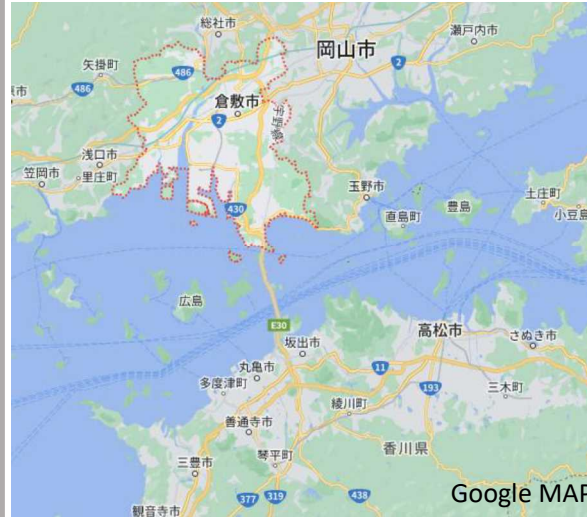 総社市
岡山市
瀬戸内市
矢掛町
486
2
486
倉敷市
2
宇野線
浅口市
笠岡市
里庄町
玉野市
430
直島町
豊島
土庄町
小豆島
広島
E30
高松市
坂出市
さぬき市
丸亀市
11
多度津町
193
三木町
綾川町
善通寺市
香川県
琴平町
三豊市
377
319
438
観音寺市
Google MAP